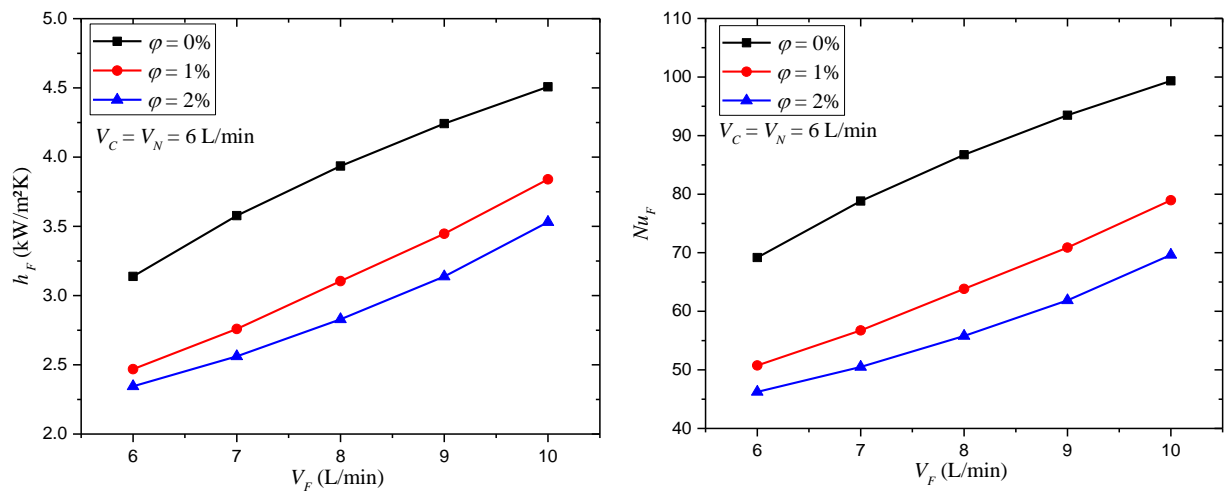 5.0
4.5
4.0
3.5
3.0
2.5
2.0
h_F (kW/m²K)
φ = 0%
φ = 1%
φ = 2%
V_C = V_N = 6 L/min
6 7 8 9 10
V_F (L/min)
110
100
90
80
70
60
50
40
Nu_F
φ = 0%
φ = 1%
φ = 2%
V_C = V_N = 6 L/min
6 7 8 9 10
V_F (L/min)